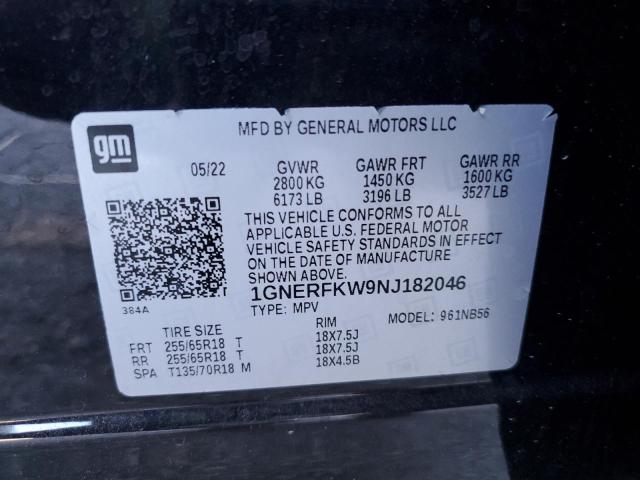 gm
MFD BY GENERAL MOTORS LLC
05/22 GVWR GAWR FRT GAWR RR
2800 KG 1450 KG 1600 KG
6173 LB 3196 LB 3527 LB
THIS VEHICLE CONFORMS TO ALL
APPLICABLE U.S. FEDERAL MOTOR
VEHICLE SAFETY STANDARDS IN EFFECT
ON THE DATE OF MANUFACTURE
SHOWN ABOVE.
1GNERFKW9NJ182046
384A
TYPE: MPV MODEL: 961NB56
TIRE SIZE RIM
FRT 255/65R18 T 18X7.5J
RR 255/65R18 T 18X7.5J
SPA T135/70R18 M 18X4.5B